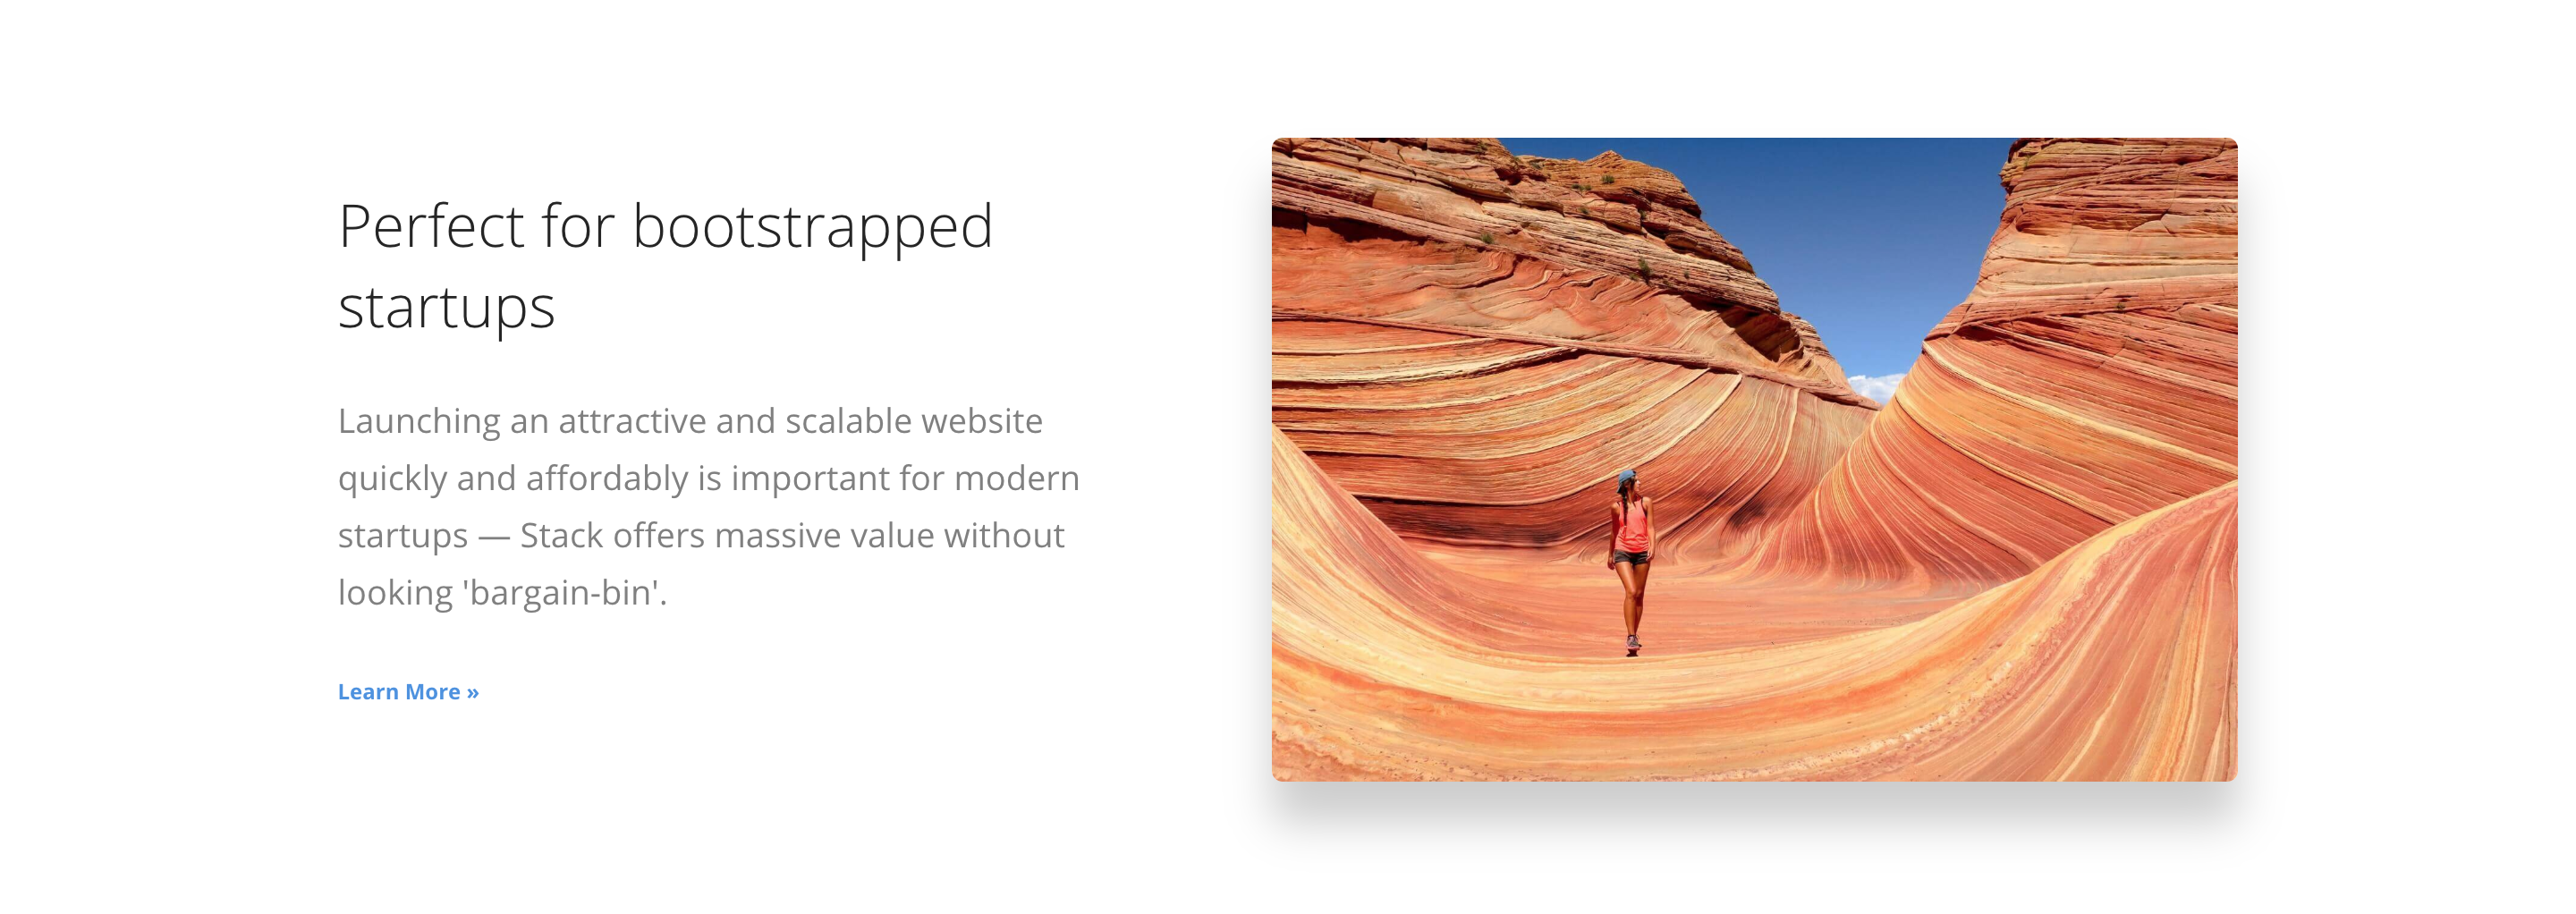 Perfect for bootstrapped
startups
Launching an attractive and scalable website
quickly and affordably is important for modern
startups — Stack offers massive value without
looking 'bargain-bin'.
Learn More »